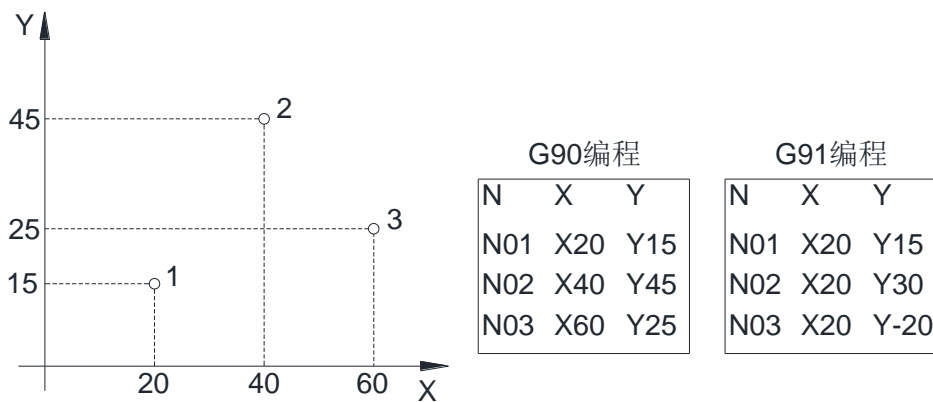 Y
45
2
25
3
15
1
20 40 60
X
G90编程
N X Y
N01 X20 Y15
N02 X40 Y45
N03 X60 Y25
G91编程
N X Y
N01 X20 Y15
N02 X20 Y30
N03 X20 Y-20